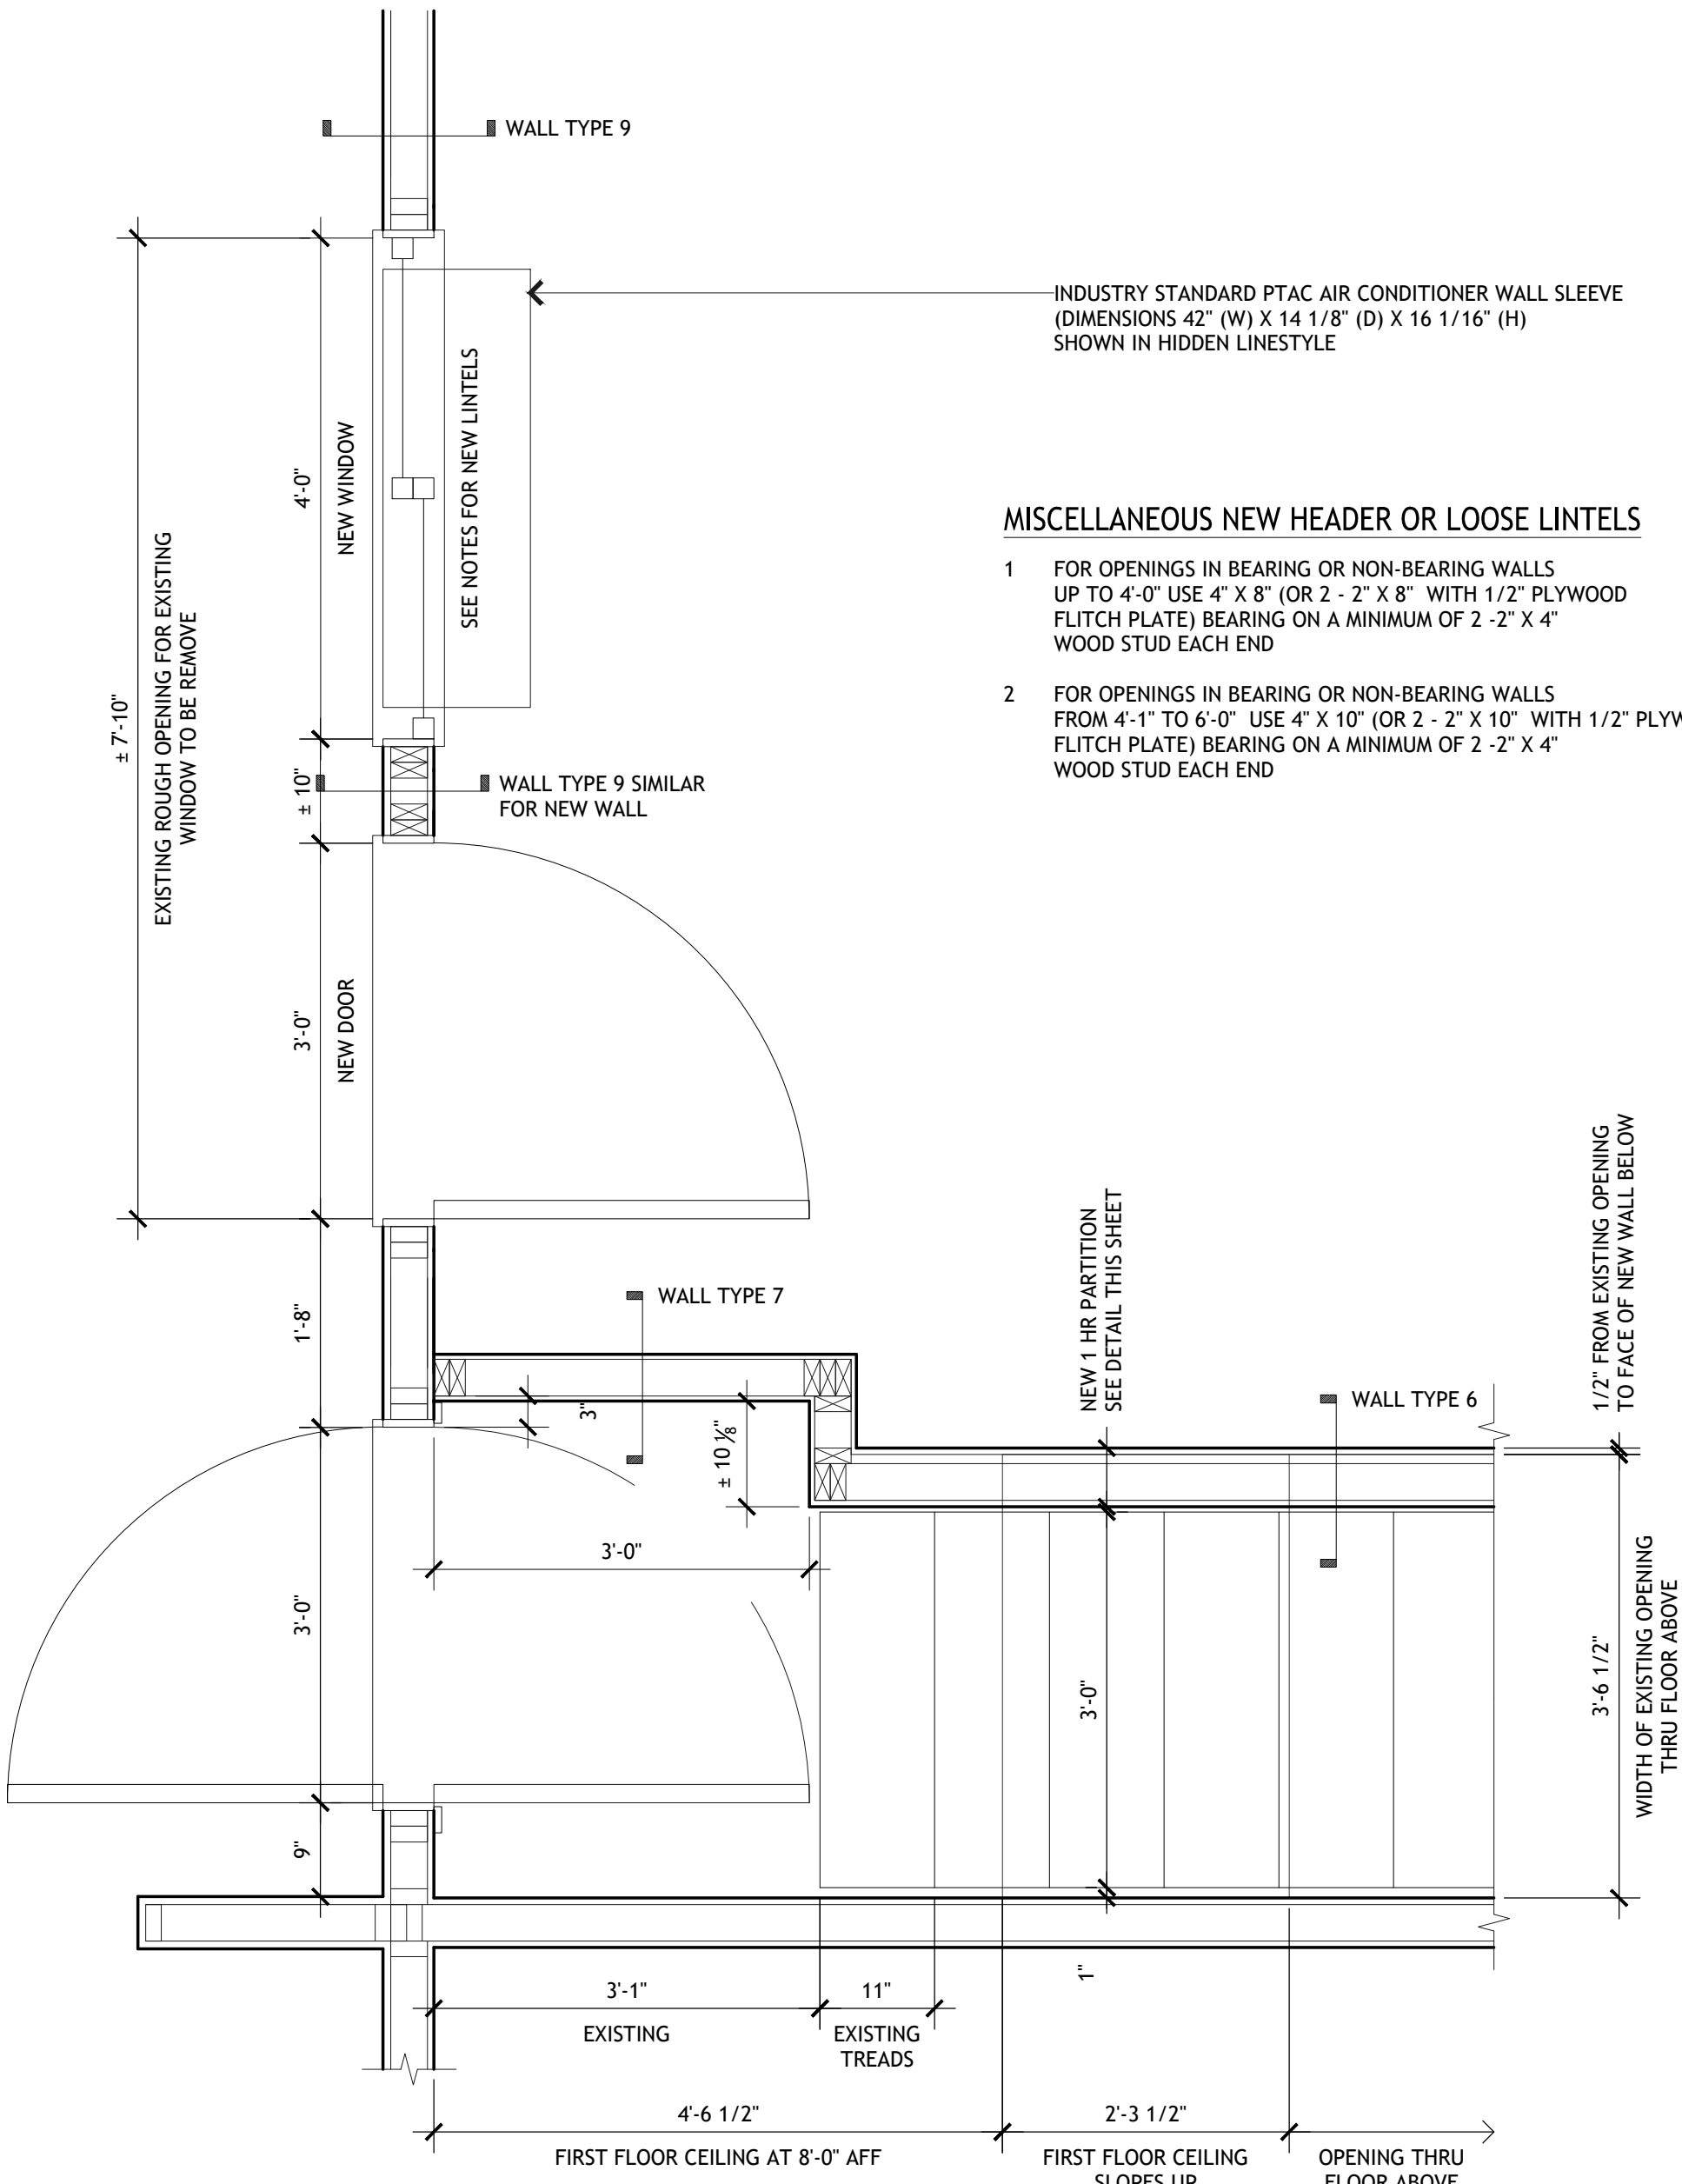 WALL TYPE 9
INDUSTRY STANDARD PTAC AIR CONDITIONER WALL SLEEVE
(DIMENSIONS 42" (W) X 14 1/8" (D) X 16 1/16" (H)
SHOWN IN HIDDEN LINESTYLE
± 7'-10"
EXISTING ROUGH OPENING FOR EXISTING
WINDOW TO BE REMOVE
4'-0"
NEW WINDOW
SEE NOTES FOR NEW LINTELS
MISCELLANEOUS NEW HEADER OR LOOSE LINTELS
1 FOR OPENINGS IN BEARING OR NON-BEARING WALLS
UP TO 4'-0" USE 4" X 8" (OR 2 - 2" X 8" WITH 1/2" PLYWOOD
FLITCH PLATE) BEARING ON A MINIMUM OF 2 -2" X 4"
WOOD STUD EACH END
2 FOR OPENINGS IN BEARING OR NON-BEARING WALLS
FROM 4'-1" TO 6'-0" USE 4" X 10" (OR 2 - 2" X 10" WITH 1/2" PLYW
FLITCH PLATE) BEARING ON A MINIMUM OF 2 -2" X 4"
WOOD STUD EACH END
± 10"
WALL TYPE 9 SIMILAR
FOR NEW WALL
3'-0"
NEW DOOR
1'-8"
WALL TYPE 7
3"
± 10 ⅛"
NEW 1 HR PARTITION
SEE DETAIL THIS SHEET
WALL TYPE 6
1/2" FROM EXISTING OPENING
TO FACE OF NEW WALL BELOW
3'-0"
3'-0"
3'-0"
3'-6 1/2"
WIDTH OF EXISTING OPENING
THRU FLOOR ABOVE
9"
1"
3'-1"
EXISTING
11"
EXISTING
TREADS
4'-6 1/2"
FIRST FLOOR CEILING AT 8'-0" AFF
2'-3 1/2"
FIRST FLOOR CEILING
SLOPES UP
OPENING THRU
FLOOR ABOVE